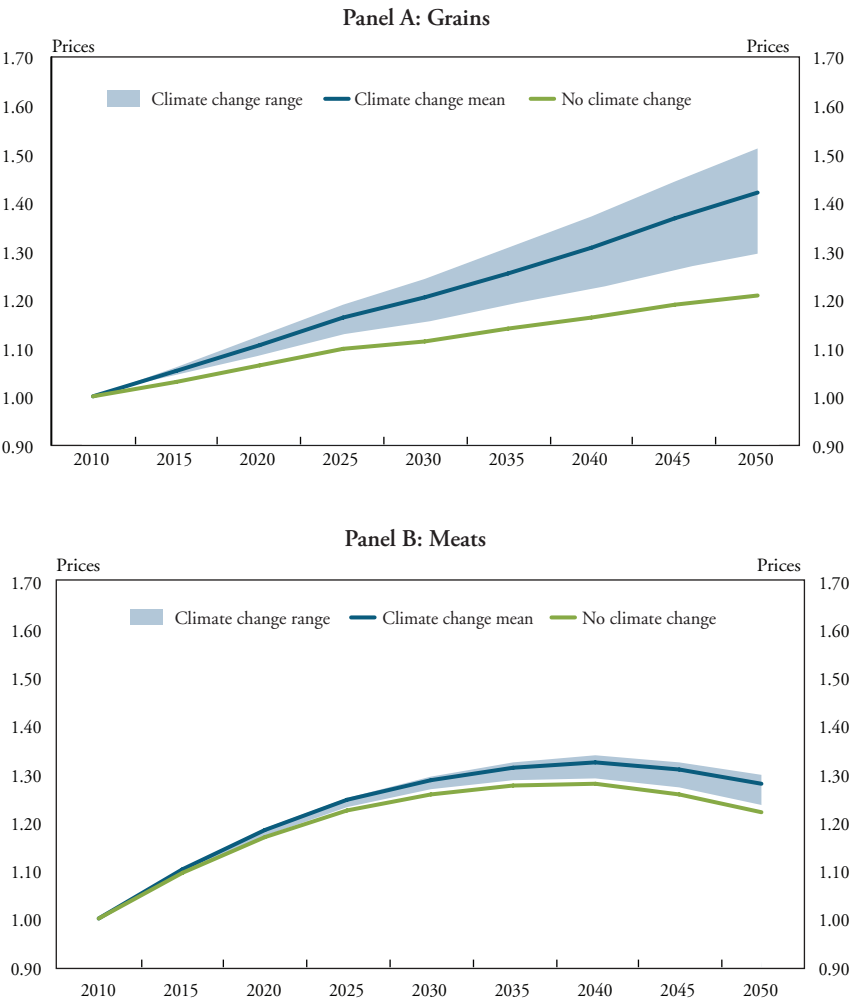 Panel A: Grains
Prices Prices
1.70 1.70
Climate change range Climate change mean No climate change
1.60 1.60
1.50 1.50
1.40 1.40
1.30 1.30
1.20 1.20
1.10 1.10
1.00 1.00
0.90 0.90
2010 2015 2020 2025 2030 2035 2040 2045 2050
Panel B: Meats
Prices Prices
1.70 1.70
Climate change range Climate change mean No climate change
1.60 1.60
1.50 1.50
1.40 1.40
1.30 1.30
1.20 1.20
1.10 1.10
1.00 1.00
0.90 0.90
2010 2015 2020 2025 2030 2035 2040 2045 2050